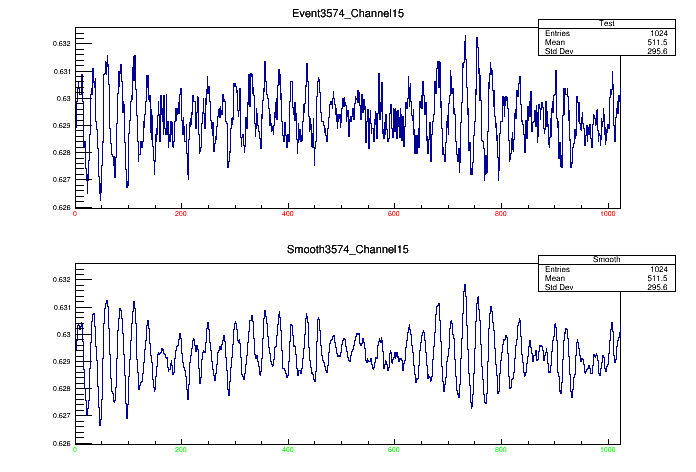 Event3574_Channel15
Test
Entries 1024
Mean 511.5
Std Dev 295.6
0.632
0.631
0.63
0.629
0.628
0.627
0.626
0 200 400 600 800 1000
Smooth3574_Channel15
Smooth
Entries 1024
Mean 511.5
Std Dev 295.6
0.632
0.631
0.63
0.629
0.628
0.627
0.626
0 200 400 600 800 1000